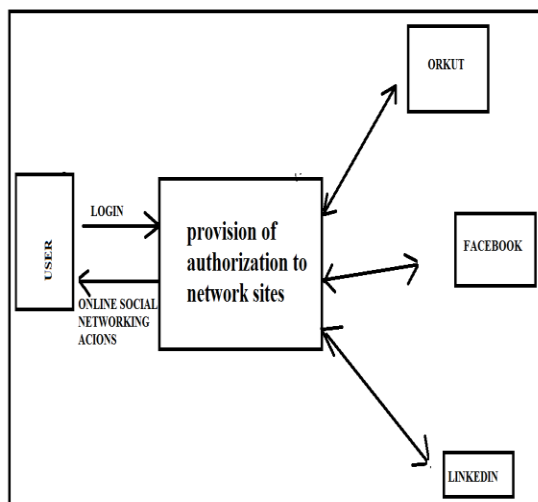 USER
LOGIN
ONLINE SOCIAL
NETWORKING
ACIONS
provision of
authorization to
network sites
ORKUT
FACEBOOK
LINKEDIN